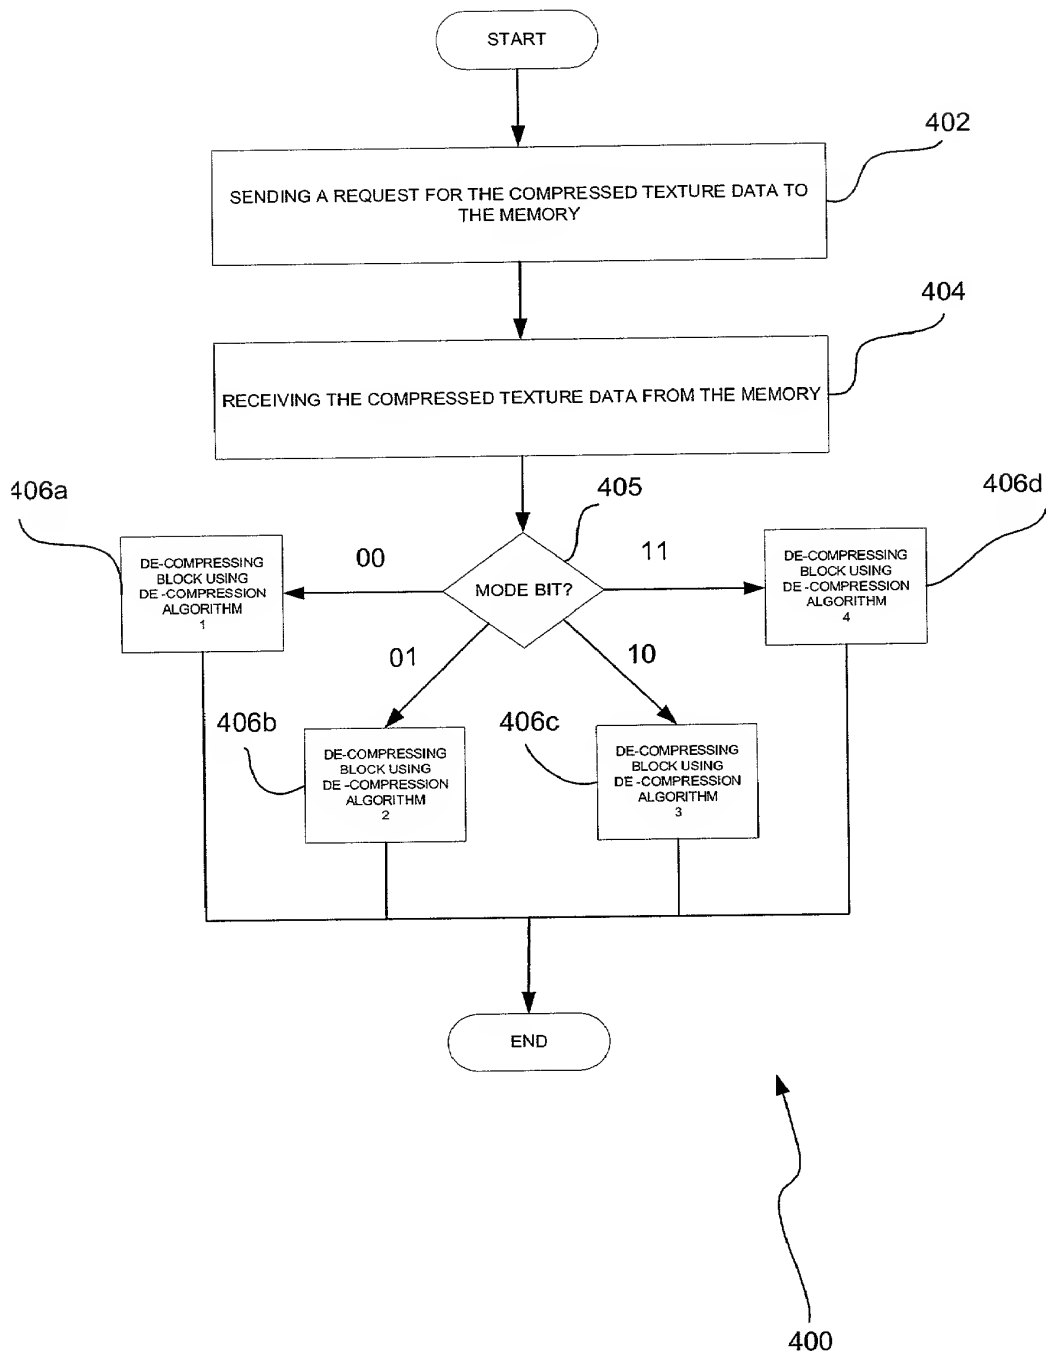 START
402
SENDING A REQUEST FOR THE COMPRESSED TEXTURE DATA TO
THE MEMORY
404
RECEIVING THE COMPRESSED TEXTURE DATA FROM THE MEMORY
405
406a
406d
00
11
MODE BIT?
DE-COMPRESSING
BLOCK USING
DE -COMPRESSION
ALGORITHM
1
DE-COMPRESSING
BLOCK USING
DE -COMPRESSION
ALGORITHM
4
01
10
406b
406c
DE-COMPRESSING
BLOCK USING
DE -COMPRESSION
ALGORITHM
2
DE-COMPRESSING
BLOCK USING
DE -COMPRESSION
ALGORITHM
3
END
400